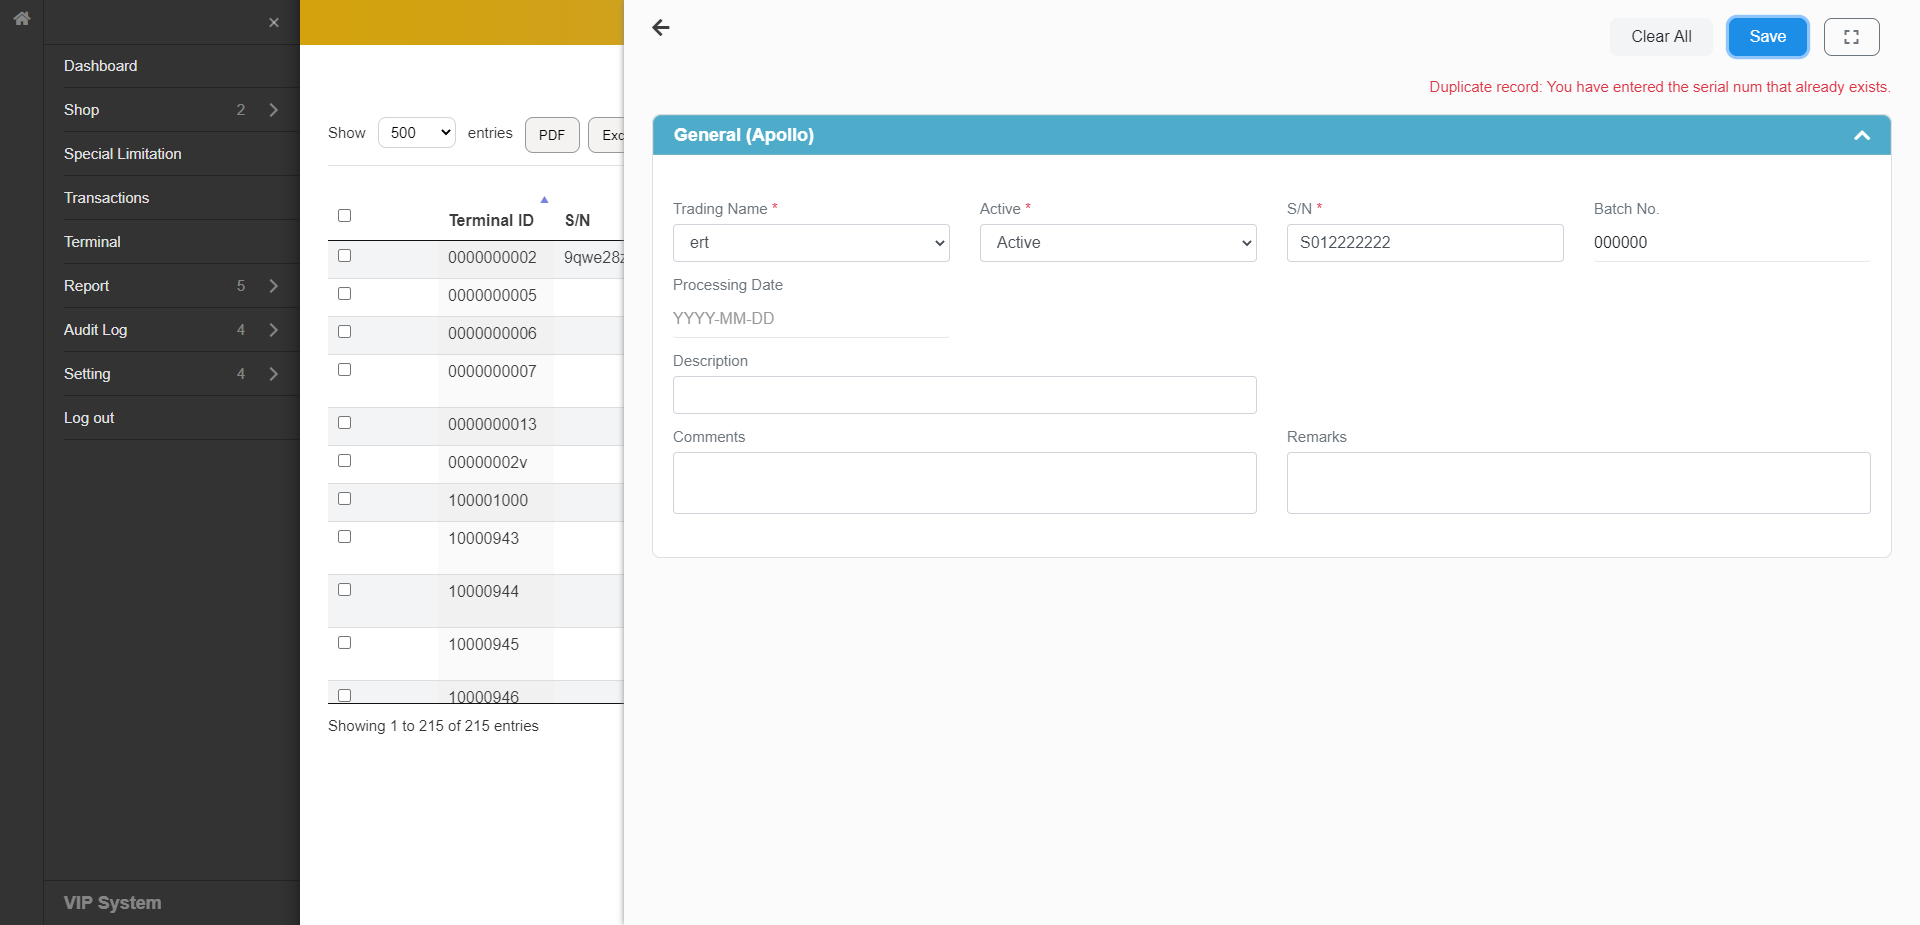 ×
Dashboard
Shop 2
Special Limitation
Transactions
Terminal
Report 5
Audit Log 4
Setting 4
Log out
VIP System
Show 500 entries PDF Exc
Terminal ID S/N
0000000002 9qwe28z
0000000005
0000000006
0000000007
0000000013
00000002v
100001000
10000943
10000944
10000945
10000946
Showing 1 to 215 of 215 entries
Clear All Save
Duplicate record: You have entered the serial num that already exists.
General (Apollo)
Trading Name * Active * S/N * Batch No.
ert Active S012222222 000000
Processing Date
YYYY-MM-DD
Description
Comments Remarks